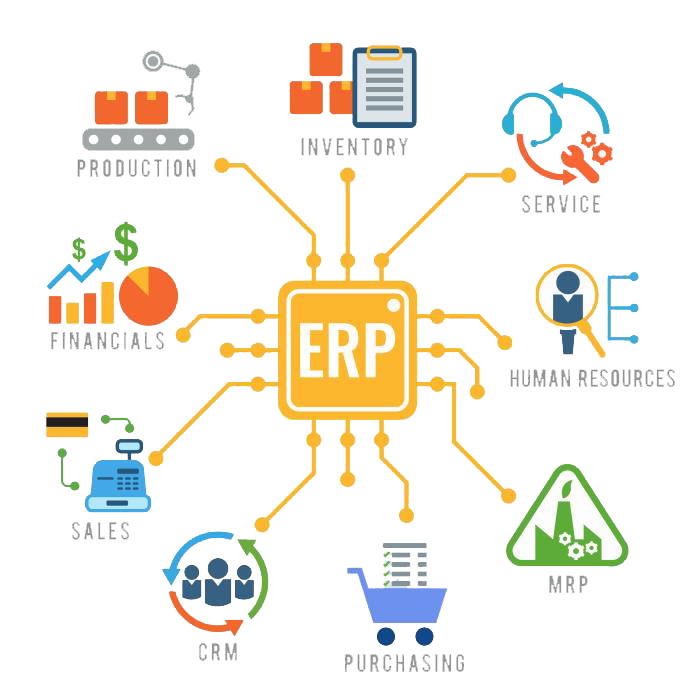 INVENTORY
PRODUCTION
SERVICE
$ $
FINANCIALS
ERP
HUMAN RESOURCES
SALES
MRP
CRM
PURCHASING